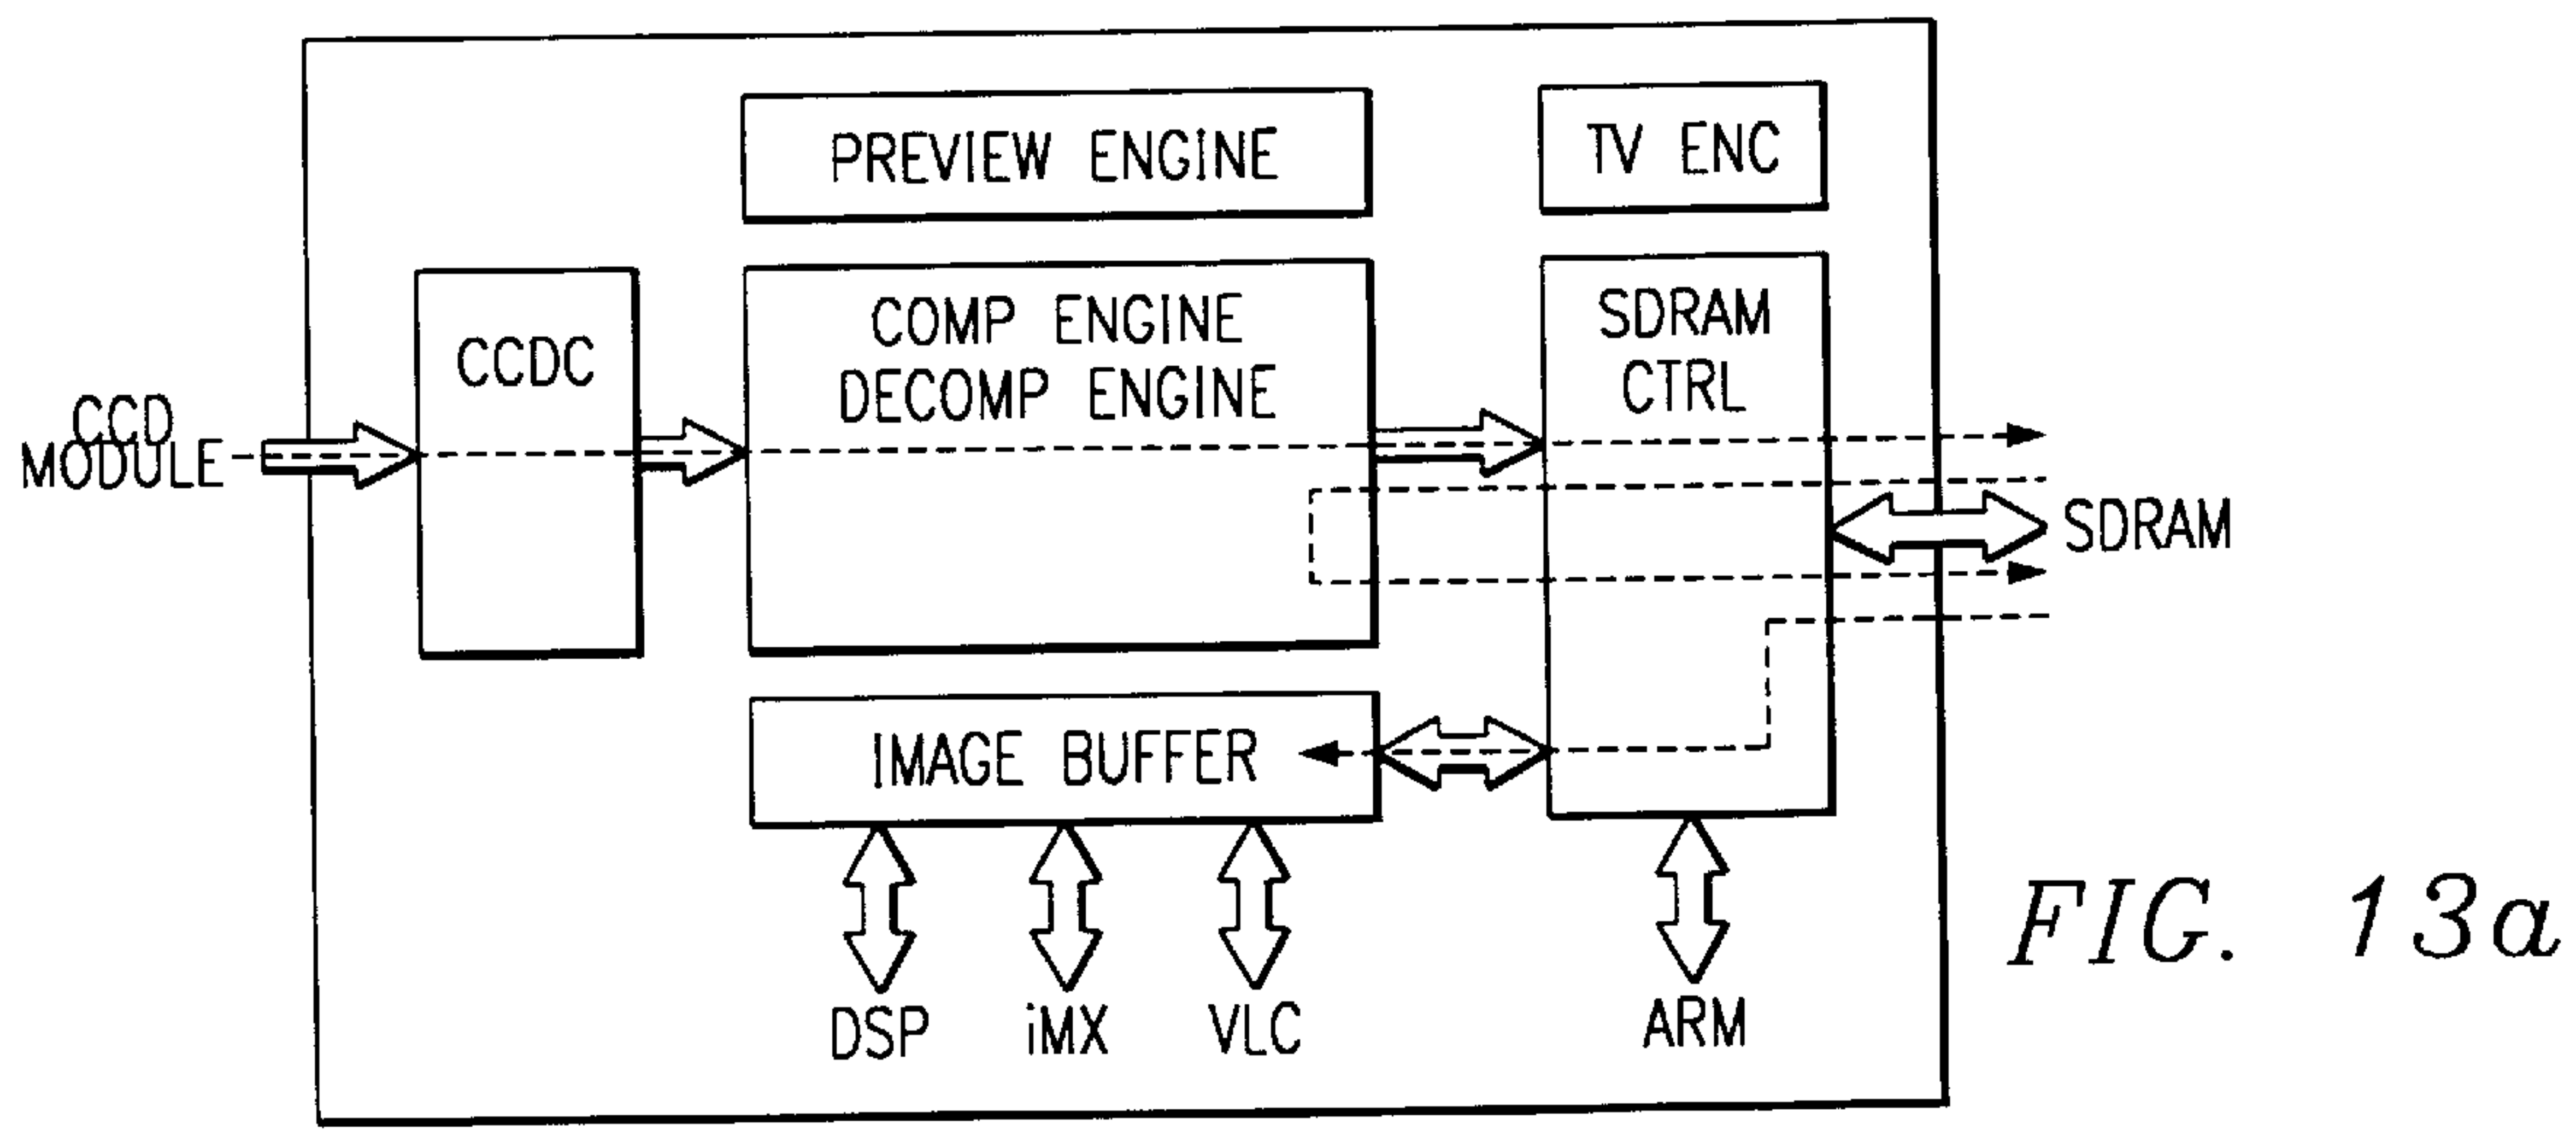 PREVIEW ENGINE
TV ENC
CCDC
COMP ENGINE
DECOMP ENGINE
SDRAM
CTRL
CCD
MODULE
SDRAM
IMAGE BUFFER
DSP
iMX
VLC
ARM
FIG. 13a